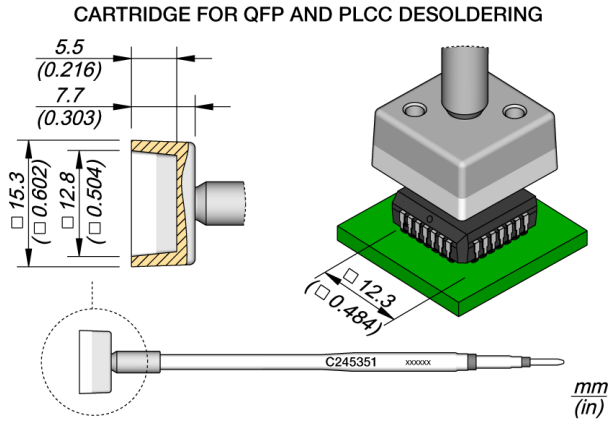 CARTRIDGE FOR QFP AND PLCC DESOLDERING
5.5
(0.216)
7.7
(0.303)
□ 15.3
(□ 0.602)
□ 12.8
(□ 0.504)
□ 12.3
(□ 0.484)
C245351 xxxxxx
mm
(in)